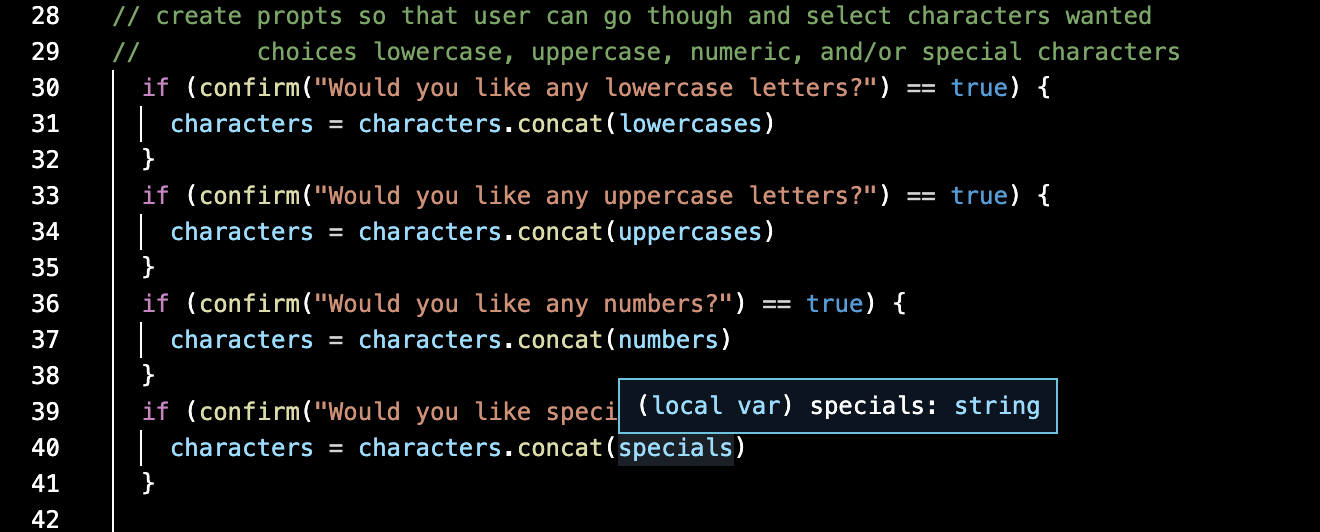 28 // create propts so that user can go though and select characters wanted
29 // choices lowercase, uppercase, numeric, and/or special characters
30 if (confirm("Would you like any lowercase letters?") == true) {
31 characters = characters.concat(lowercases)
32 }
33 if (confirm("Would you like any uppercase letters?") == true) {
34 characters = characters.concat(uppercases)
35 }
36 if (confirm("Would you like any numbers?") == true) {
37 characters = characters.concat(numbers)
38 }
39 if (confirm("Would you like speci
(local var) specials: string
40 characters = characters.concat(specials)
41 }
42